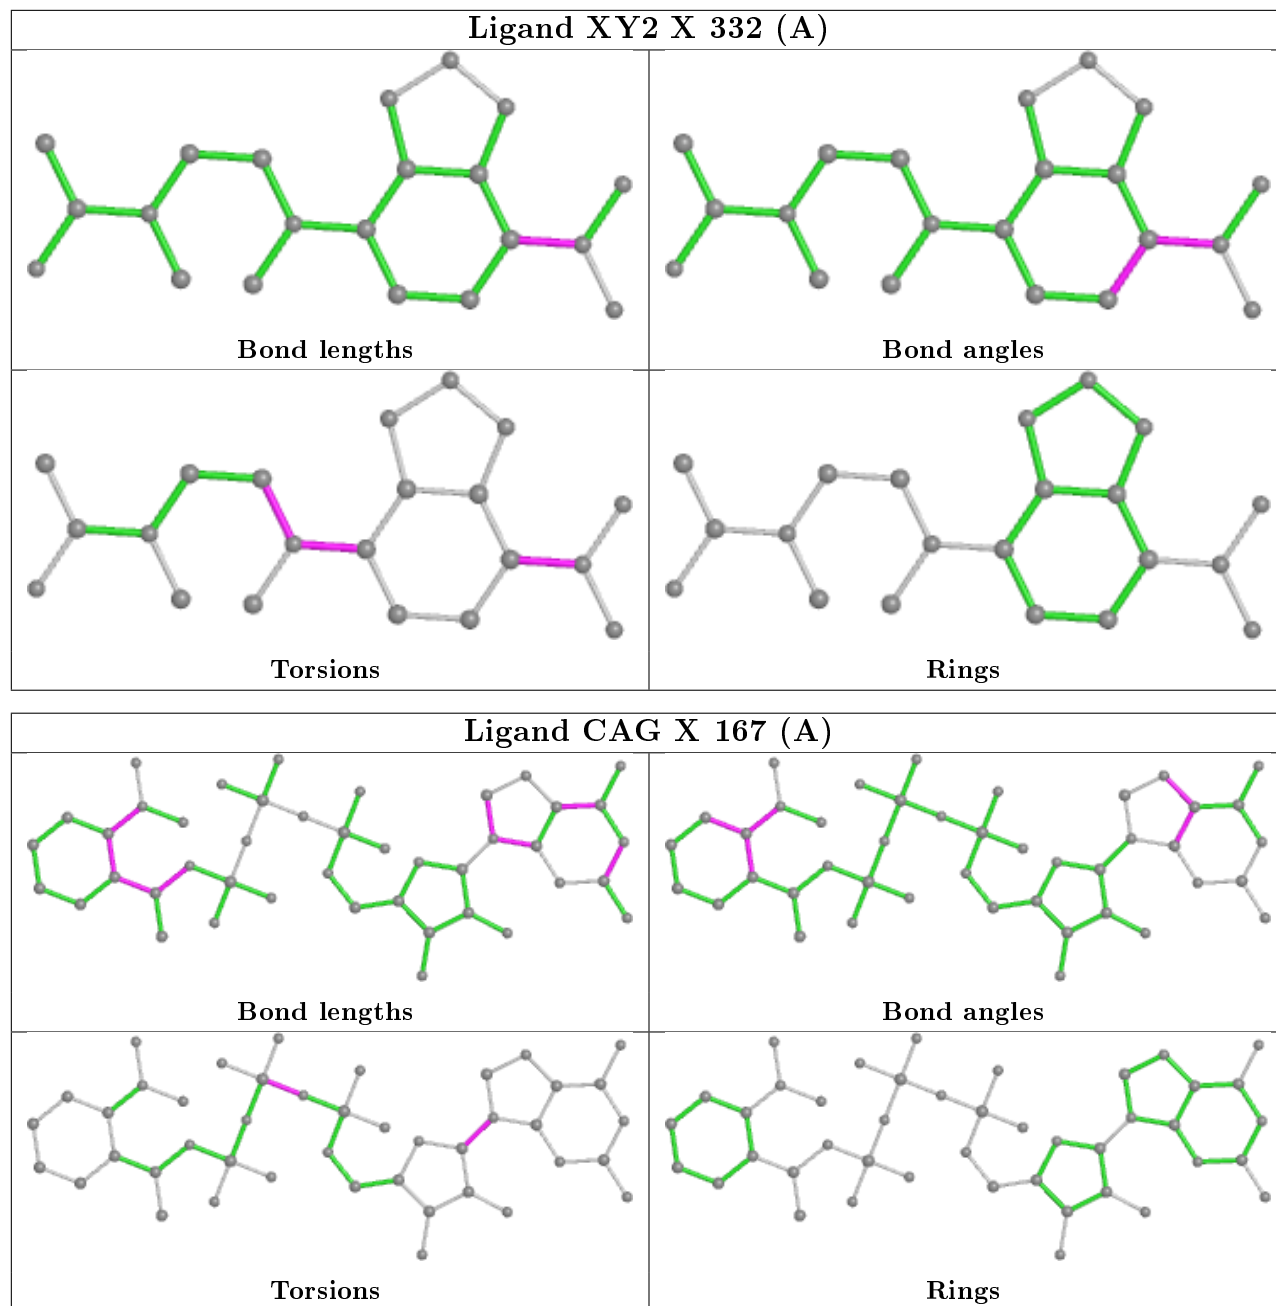 Ligand XY2 X 332 (A)
Bond lengths
Bond angles
Torsions
Rings
Ligand CAG X 167 (A)
Bond lengths
Bond angles
Torsions
Rings